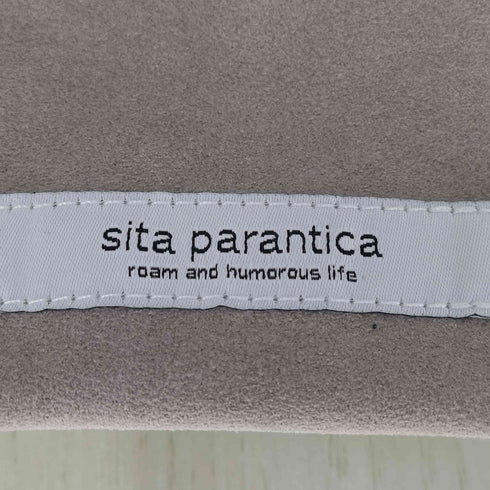 sita parantica
roam and humorous life